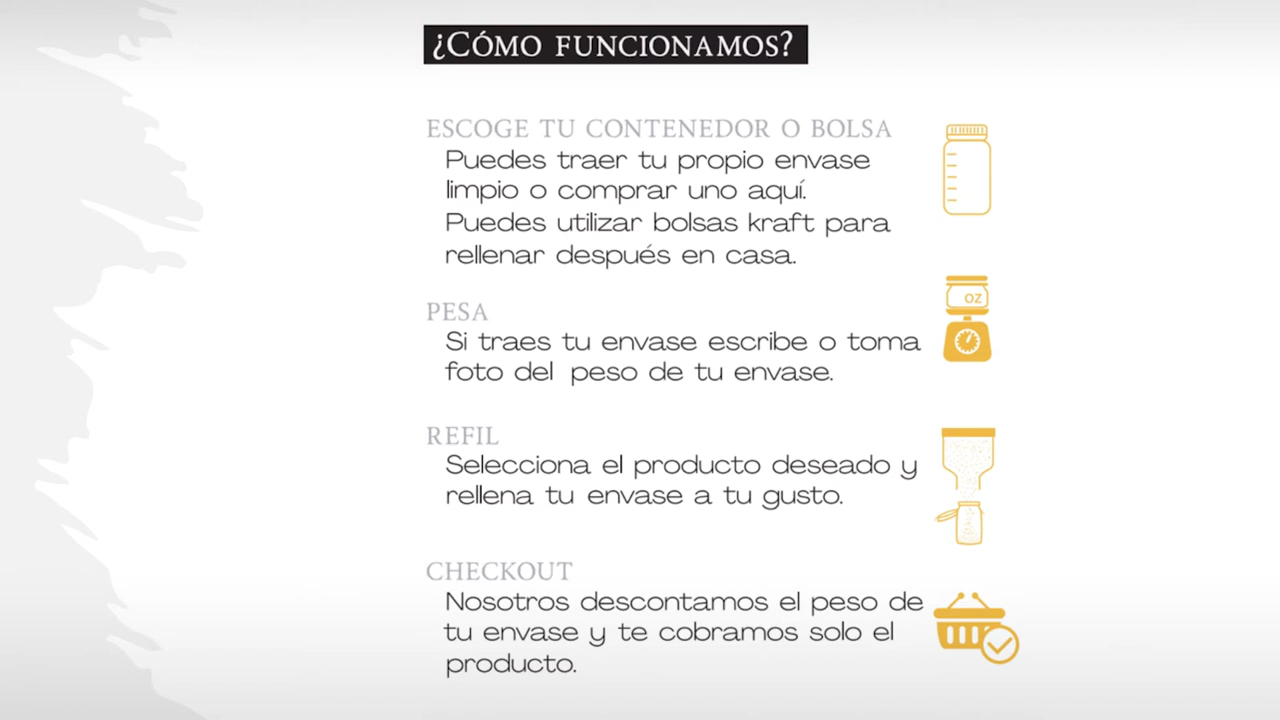 ¿CÓMO FUNCIONAMOS?
ESCOGE TU CONTENEDOR O BOLSA
Puedes traer tu propio envase
limpio o comprar uno aquí.
Puedes utilizar bolsas kraft para
rellenar después en casa.
OZ
PESA
Si traes tu envase escribe o toma
foto del peso de tu envase.
REFIL
Selecciona el producto deseado y
rellena tu envase a tu gusto.
CHECKOUT
Nosotros descontamos el peso de
tu envase y te cobramos solo el
producto.